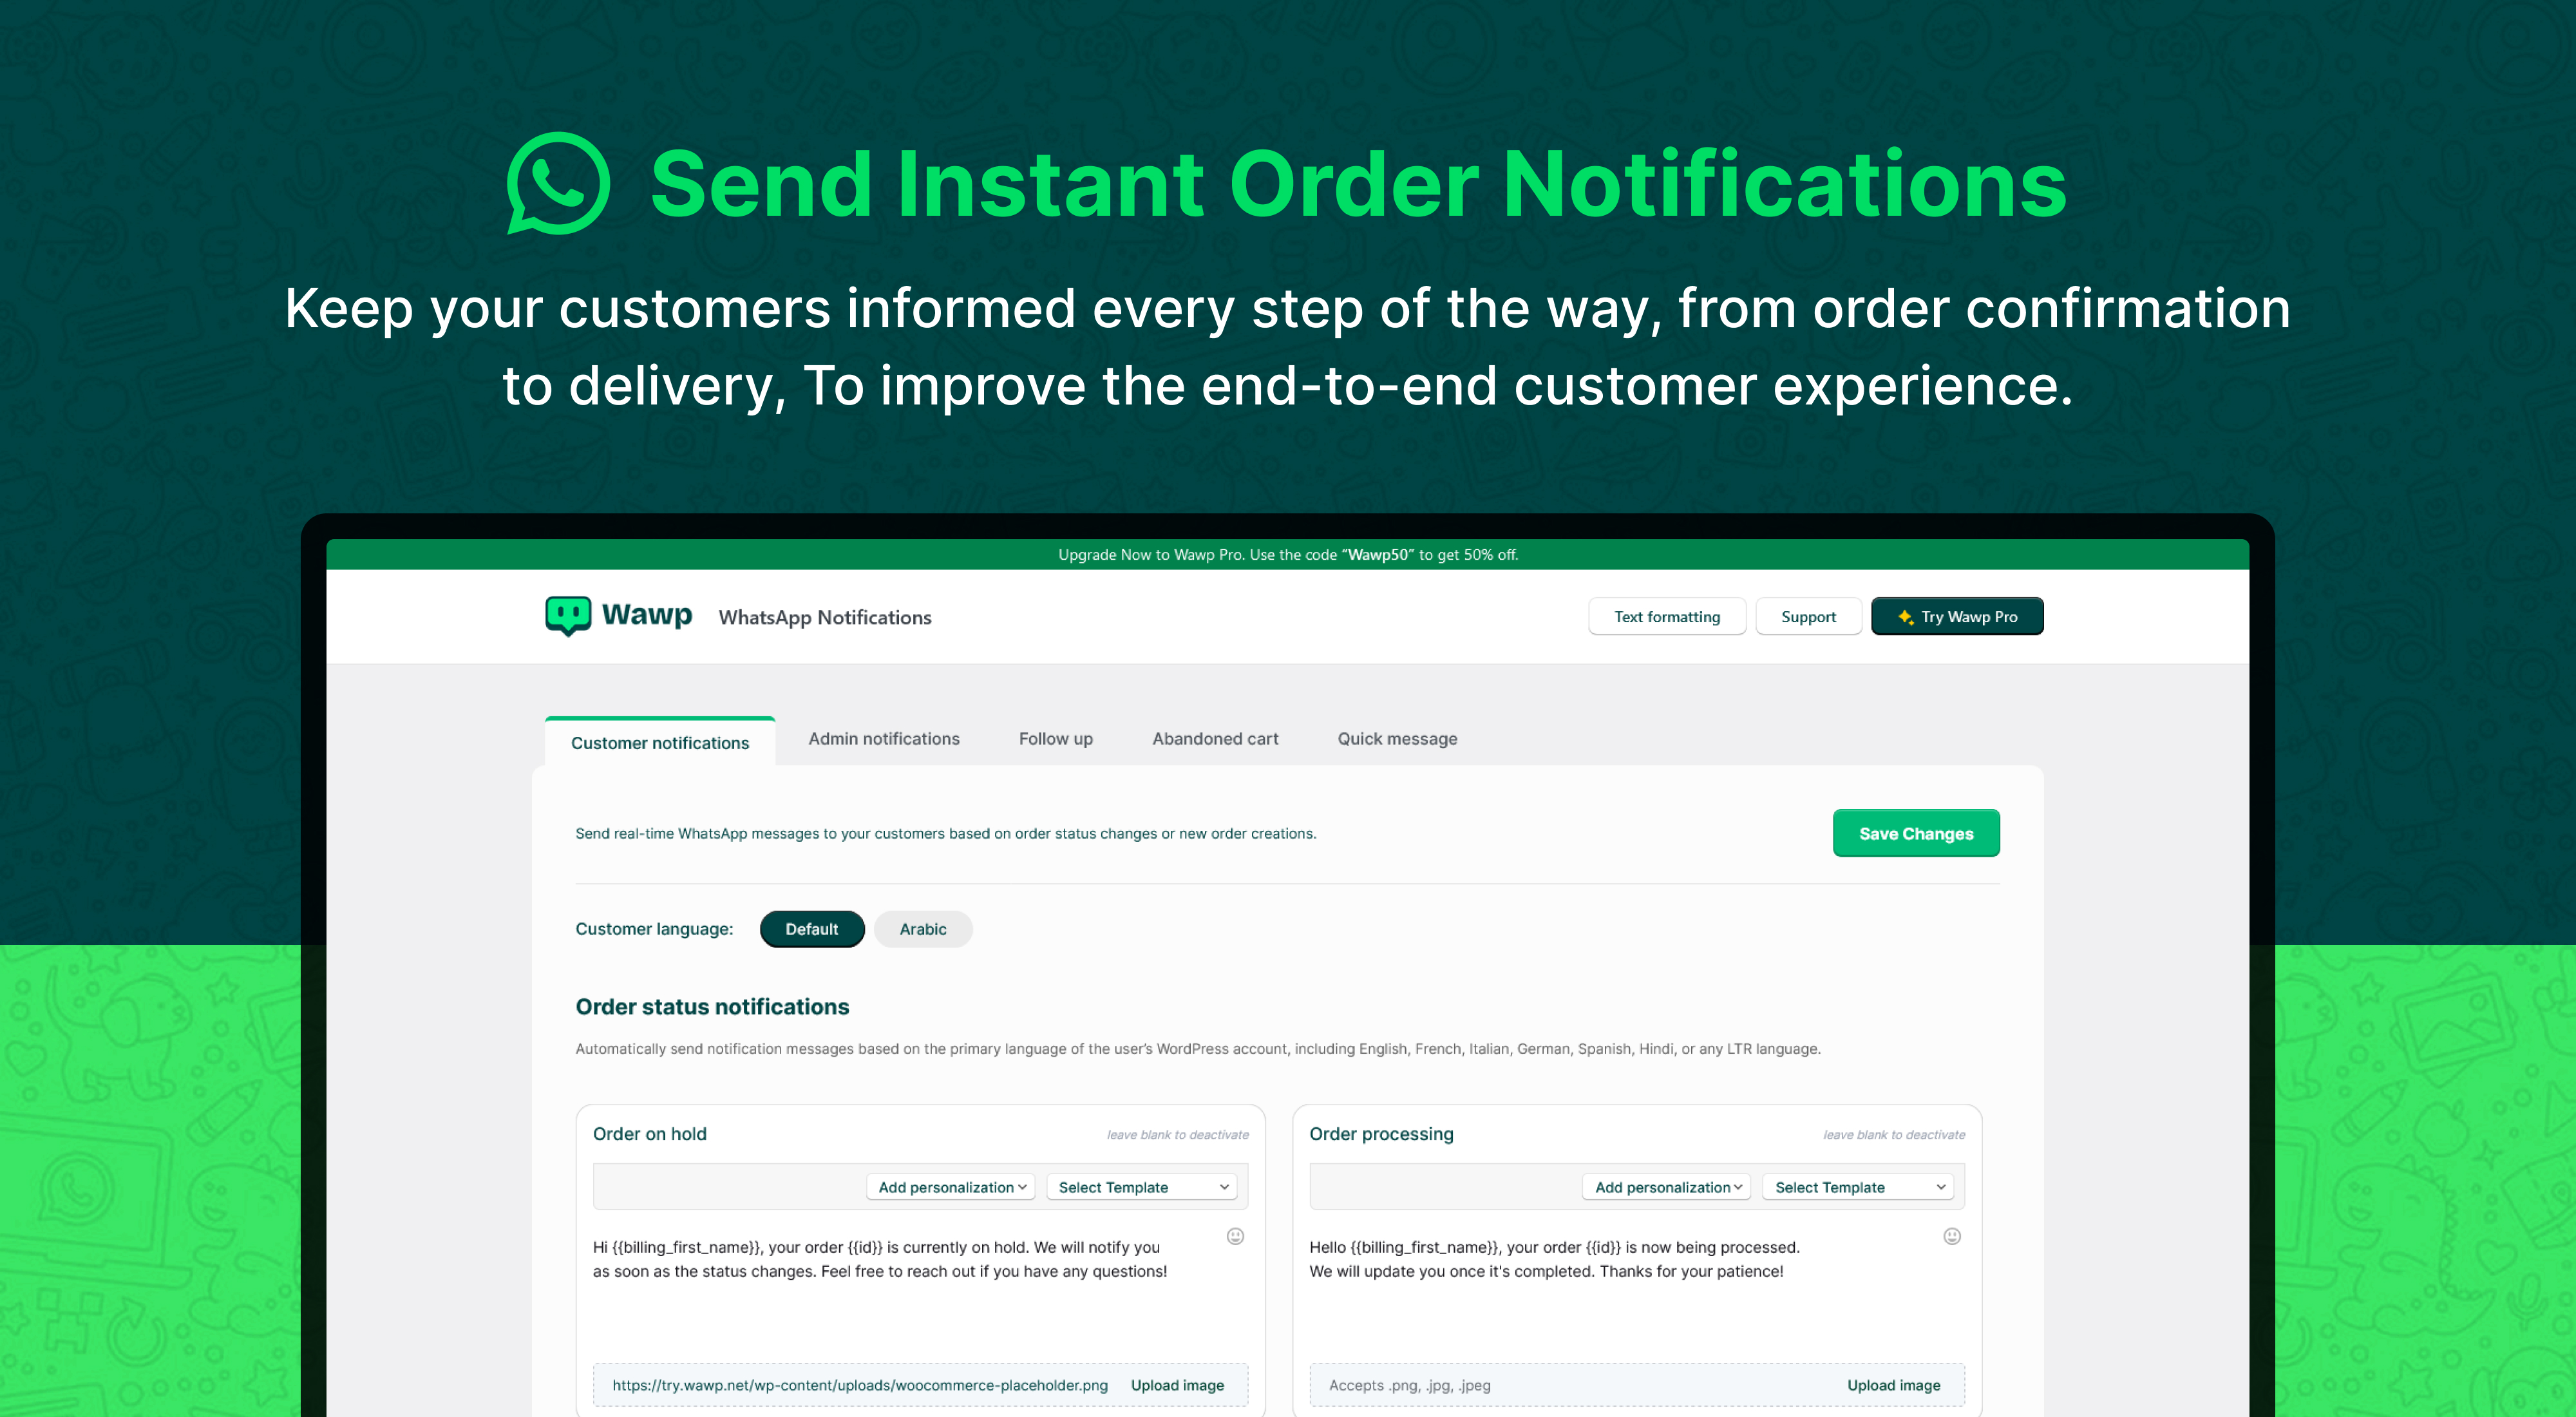 Send Instant Order Notifications
Keep your customers informed every step of the way, from order confirmation
to delivery, To improve the end-to-end customer experience.
Upgrade Now to Wawp Pro. Use the code “Wawp50” to get 50% off.
Wawp WhatsApp Notifications Text formatting Support Try Wawp Pro
Customer notifications Admin notifications Follow up Abandoned cart Quick message
Send real-time WhatsApp messages to your customers based on order status changes or new order creations. Save Changes
Customer language: Default Arabic
Order status notifications
Automatically send notification messages based on the primary language of the user’s WordPress account, including English, French, Italian, German, Spanish, Hindi, or any LTR language.
Order on hold leave blank to deactivate
Add personalization Select Template
Hi {{billing_first_name}}, your order {{id}} is currently on hold. We will notify you
as soon as the status changes. Feel free to reach out if you have any questions!
https://try.wawp.net/wp-content/uploads/woocommerce-placeholder.png Upload image
Order processing leave blank to deactivate
Add personalization Select Template
Hello {{billing_first_name}}, your order {{id}} is now being processed.
We will update you once it's completed. Thanks for your patience!
Accepts .png, .jpg, .jpeg Upload image